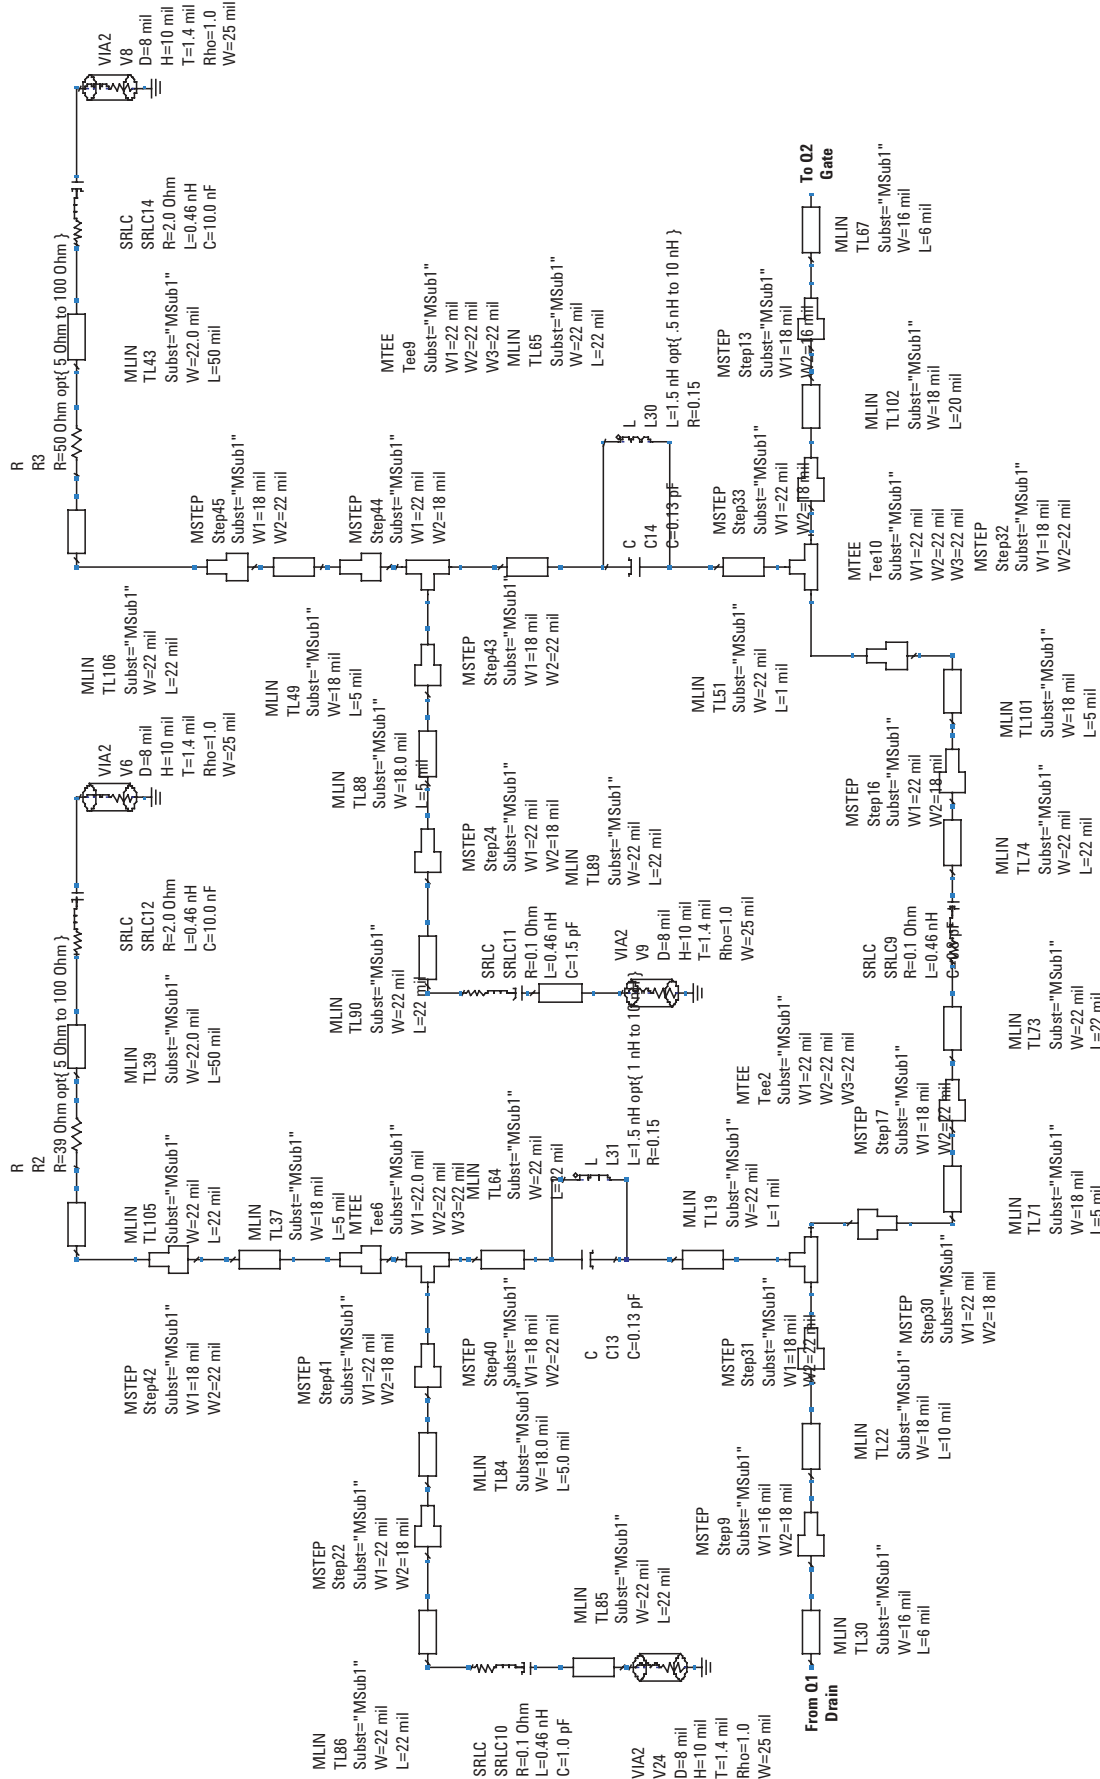 R
R2
R=39 Ohm opt{ 5 Ohm to 100 Ohm }
R
R3
R=50 Ohm opt{ 5 Ohm to 100 Ohm }
MSTEP
Step42
Subst="MSub1"
W1=18 mil
W2=22 mil
MLIN
TL105
Subst="MSub1"
W=22 mil
L=22 mil
MLIN
TL39
Subst="MSub1"
W=22.0 mil
L=50 mil
SRLC
SRLC12
R=2.0 Ohm
L=0.46 nH
C=10.0 nF
VIA2
V6
D=8 mil
H=10 mil
T=1.4 mil
Rho=1.0
W=25 mil
MLIN
TL106
Subst="MSub1"
W=22 mil
L=22 mil
MSTEP
Step45
Subst="MSub1"
W1=18 mil
W2=22 mil
MLIN
TL43
Subst="MSub1"
W=22.0 mil
L=50 mil
SRLC
SRLC14
R=2.0 Ohm
L=0.46 nH
C=10.0 nF
VIA2
V8
D=8 mil
H=10 mil
T=1.4 mil
Rho=1.0
W=25 mil
MLIN
TL86
Subst="MSub1"
W=22 mil
L=22 mil
MSTEP
Step22
Subst="MSub1"
W1=22 mil
W2=18 mil
MSTEP
Step41
Subst="MSub1"
W1=22 mil
W2=18 mil
MLIN
TL37
Subst="MSub1"
W=18 mil
L=5 mil
MTEE
Tee6
Subst="MSub1"
W1=22.0 mil
W2=22 mil
W3=22 mil
MLIN
TL90
Subst="MSub1"
W=22 mil
L=22 mil
MLIN
TL88
Subst="MSub1"
W=18.0 mil
L=5 mil
MLIN
TL49
Subst="MSub1"
W=18 mil
L=5 mil
MSTEP
Step44
Subst="MSub1"
W1=22 mil
W2=18 mil
MTEE
Tee9
Subst="MSub1"
W1=22 mil
W2=22 mil
W3=22 mil
SRLC
SRLC10
R=0.1 Ohm
L=0.46 nH
C=1.0 pF
MLIN
TL85
Subst="MSub1"
W=22 mil
L=22 mil
MLIN
TL84
Subst="MSub1"
W=18.0 mil
L=5.0 mil
MSTEP
Step40
Subst="MSub1"
W1=18 mil
W2=22 mil
MLIN
TL64
Subst="MSub1"
W=22 mil
L=22 mil
SRLC
SRLC11
R=0.1 Ohm
L=0.46 nH
C=1.5 pF
MSTEP
Step24
Subst="MSub1"
W1=22 mil
W2=18 mil
MLIN
TL89
Subst="MSub1"
W=22 mil
L=22 mil
MSTEP
Step43
Subst="MSub1"
W1=18 mil
W2=22 mil
MLIN
TL65
Subst="MSub1"
W=22 mil
L=22 mil
VIA2
V24
D=8 mil
H=10 mil
T=1.4 mil
Rho=1.0
W=25 mil
C
C13
C=0.13 pF
L
L31
L=1.5 nH opt{ 1 nH to 10 nH }
R=0.15
VIA2
V9
D=8 mil
H=10 mil
T=1.4 mil
Rho=1.0
W=25 mil
C
C14
C=0.13 pF
L
L30
L=1.5 nH opt{ .5 nH to 10 nH }
R=0.15
MSTEP
Step9
Subst="MSub1"
W1=16 mil
W2=18 mil
MSTEP
Step31
Subst="MSub1"
W1=18 mil
W2=22 mil
MLIN
TL19
Subst="MSub1"
W=22 mil
L=1 mil
MTEE
Tee2
Subst="MSub1"
W1=22 mil
W2=22 mil
W3=22 mil
MLIN
TL51
Subst="MSub1"
W=22 mil
L=1 mil
MSTEP
Step33
Subst="MSub1"
W1=22 mil
W2=18 mil
MSTEP
Step13
Subst="MSub1"
W1=18 mil
W2=16 mil
From Q1
Drain
To Q2
Gate
MLIN
TL30
Subst="MSub1"
W=16 mil
L=6 mil
MLIN
TL22
Subst="MSub1"
W=18 mil
L=10 mil
MSTEP
Step30
Subst="MSub1"
W1=22 mil
W2=18 mil
MSTEP
Step17
Subst="MSub1"
W1=18 mil
W2=22 mil
SRLC
SRLC9
R=0.1 Ohm
L=0.46 nH
MSTEP
Step16
Subst="MSub1"
W1=22 mil
W2=18 mil
MTEE
Tee10
Subst="MSub1"
W1=22 mil
W2=22 mil
W3=22 mil
MSTEP
Step32
Subst="MSub1"
W1=18 mil
W2=22 mil
MLIN
TL102
Subst="MSub1"
W=18 mil
L=20 mil
MLIN
TL67
Subst="MSub1"
W=16 mil
L=6 mil
MLIN
TL71
Subst="MSub1"
W=18 mil
L=5 mil
MLIN
TL73
Subst="MSub1"
W=22 mil
L=22 mil
MLIN
TL74
Subst="MSub1"
W=22 mil
L=22 mil
MLIN
TL101
Subst="MSub1"
W=18 mil
L=5 mil